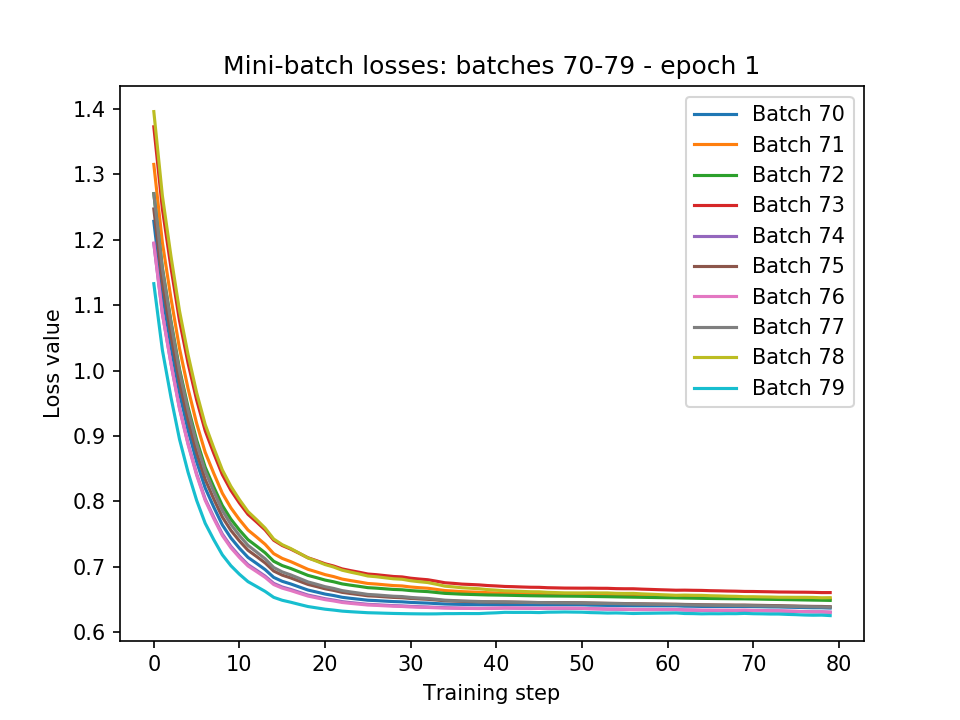 Mini-batch losses: batches 70-79 - epoch 1
1.4
1.3
1.2
1.1
1.0
0.9
0.8
0.7
0.6
Loss value
Batch 70
Batch 71
Batch 72
Batch 73
Batch 74
Batch 75
Batch 76
Batch 77
Batch 78
Batch 79
0 10 20 30 40 50 60 70 80
Training step